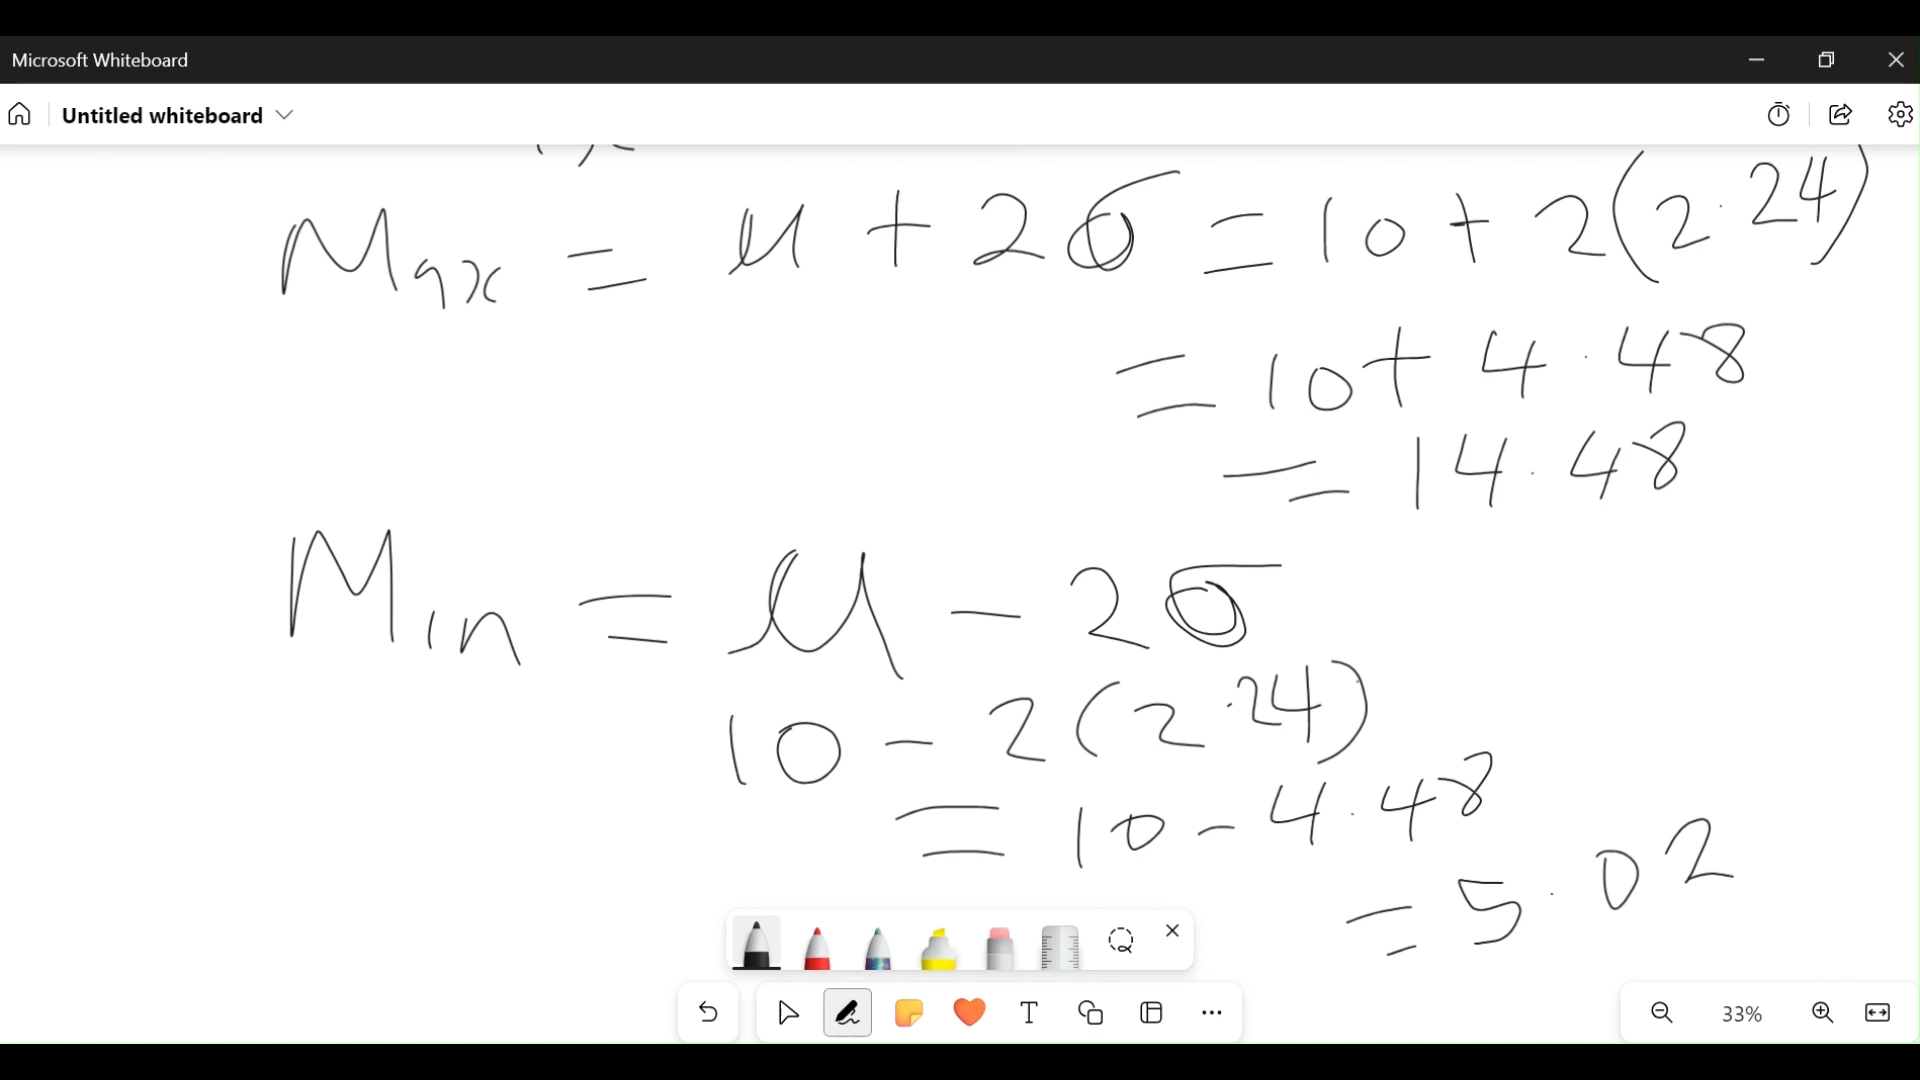 Microsoft Whiteboard
Untitled whiteboard
Max = μ + 2σ = 10 + 2(2.24)
= 10 + 4.48
= 14.48
Min = μ - 2σ
10 - 2(2.24)
= 10 - 4.48
= 5.02
T
33%